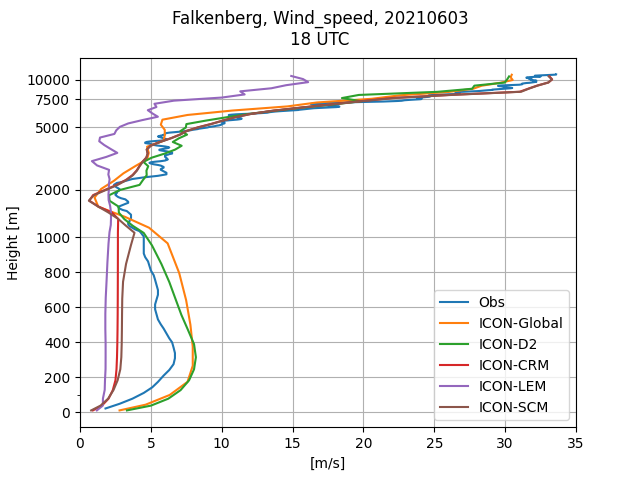 Falkenberg, Wind_speed, 20210603
18 UTC
Height [m]
10000
7500
5000
2000
1000
800
600
400
200
0
0 5 10 15 20 25 30 35
[m/s]
Obs
ICON-Global
ICON-D2
ICON-CRM
ICON-LEM
ICON-SCM